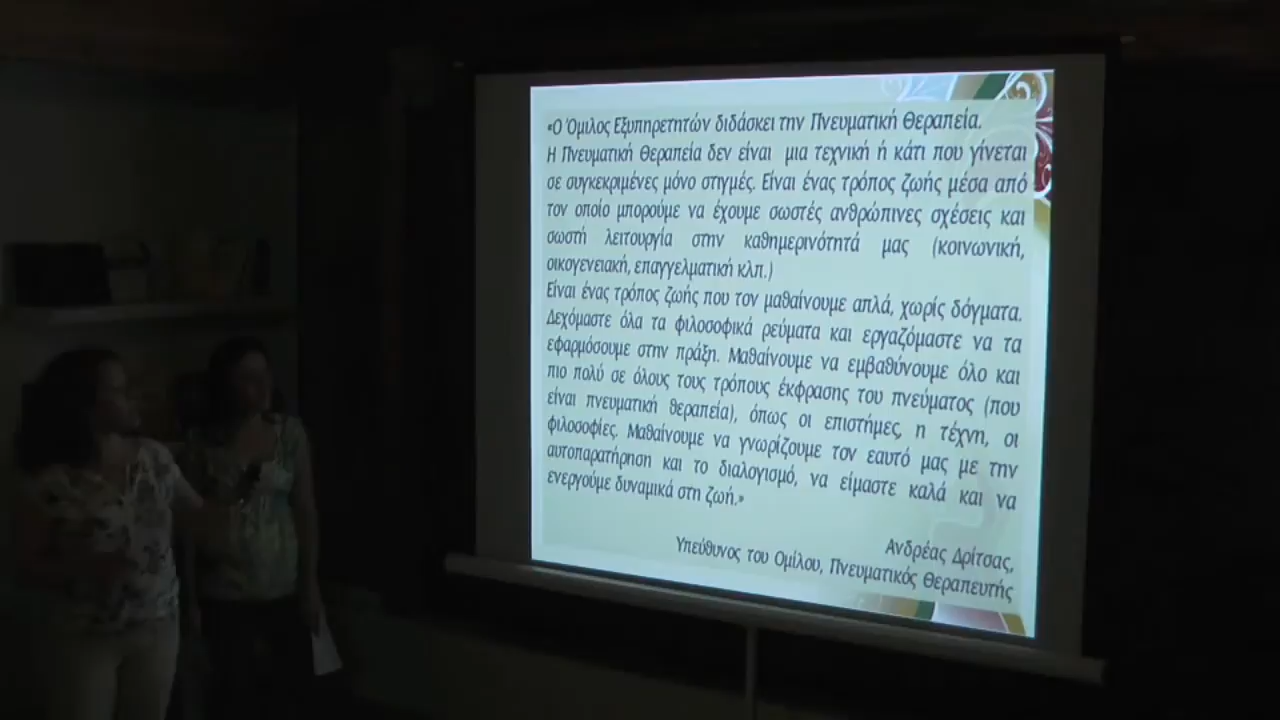 «Ο Όμιλος Εξυπηρετητών διδάσκει την Πνευματική Θεραπεία.
Η Πνευματική Θεραπεία δεν είναι μια τεχνική ή κάτι που γίνεται
σε συγκεκριμένες μόνο στιγμές. Είναι ένας τρόπος ζωής μέσα από
τον οποίο μπορούμε να έχουμε σωστές ανθρώπινες σχέσεις και
σωστή λειτουργία στην καθημερινότητά μας (κοινωνική,
οικογενειακή, επαγγελματική κλπ.)
Είναι ένας τρόπος ζωής που τον μαθαίνουμε απλά, χωρίς δόγματα.
Δεχόμαστε όλα τα φιλοσοφικά ρεύματα και εργαζόμαστε να τα
εφαρμόσουμε στην πράξη. Μαθαίνουμε να εμβαθύνουμε όλο και
πιο πολύ σε όλους τους τρόπους έκφρασης του πνεύματος (που
είναι πνευματική θεραπεία), όπως οι επιστήμες, η τέχνη, οι
φιλοσοφίες. Μαθαίνουμε να γνωρίζουμε τον εαυτό μας με την
αυτοπαρατήρηση και το διαλογισμό, να είμαστε καλά και να
ενεργούμε δυναμικά στη ζωή.»
Ανδρέας Δρίτσας,
Υπεύθυνος του Ομίλου, Πνευματικός Θεραπευτής